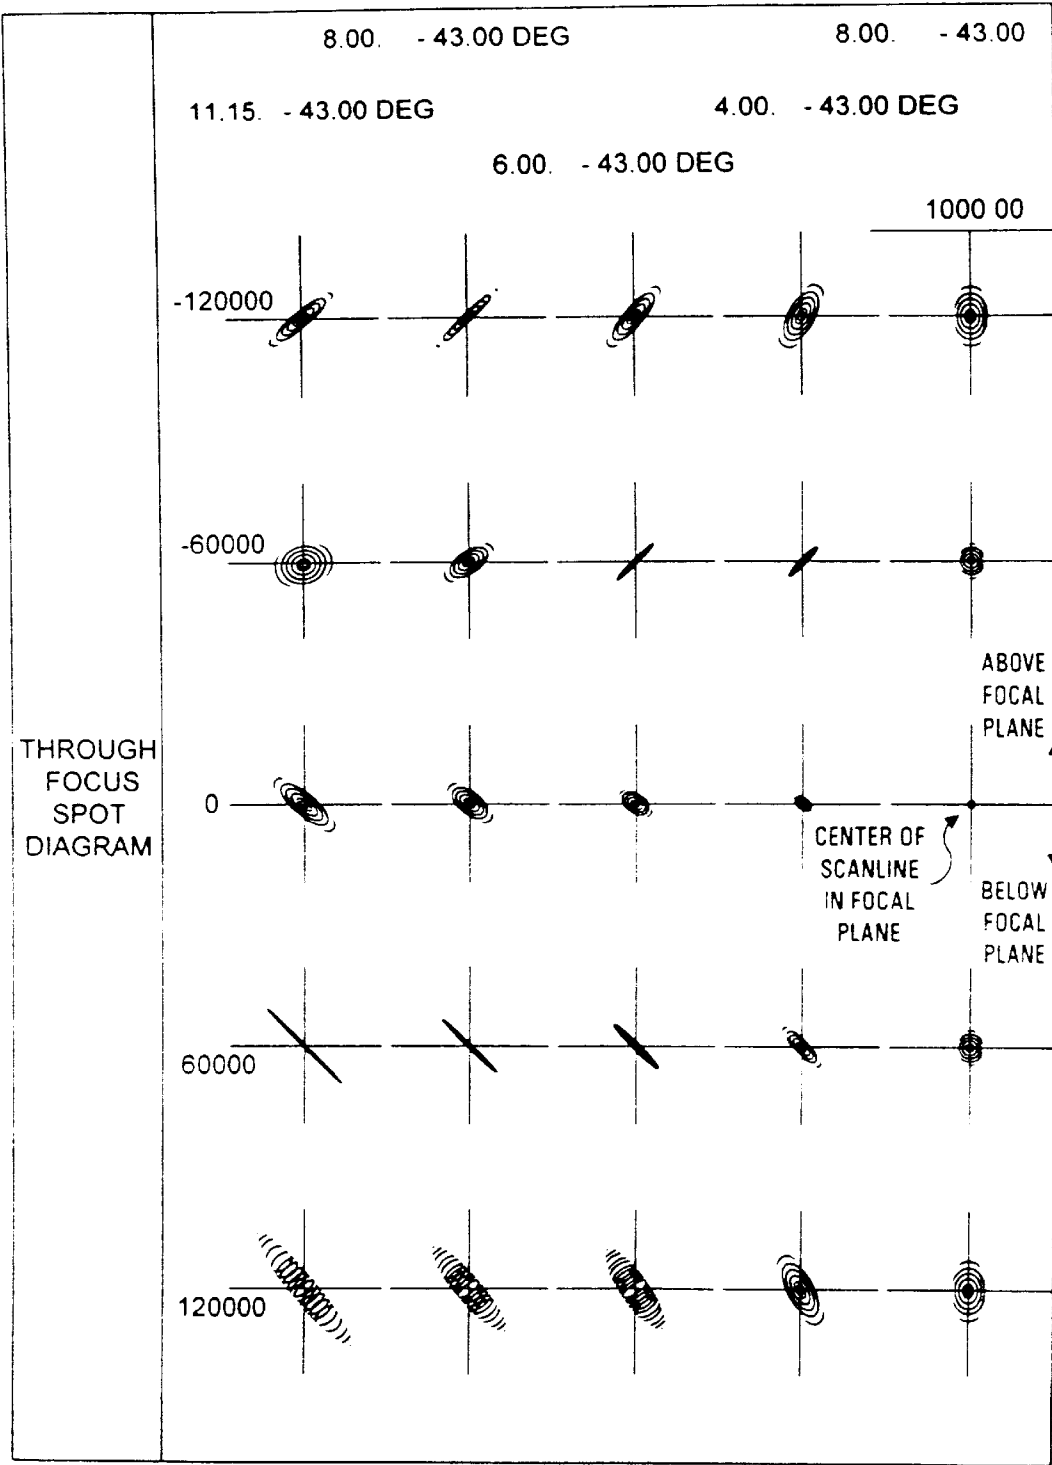 8.00. - 43.00 DEG
8.00. - 43.00
11.15. - 43.00 DEG
4.00. - 43.00 DEG
6.00. - 43.00 DEG
1000 00
-120000
-60000
ABOVE
FOCAL
PLANE
THROUGH
FOCUS
SPOT
DIAGRAM
0
CENTER OF
SCANLINE
IN FOCAL
PLANE
BELOW
FOCAL
PLANE
60000
120000